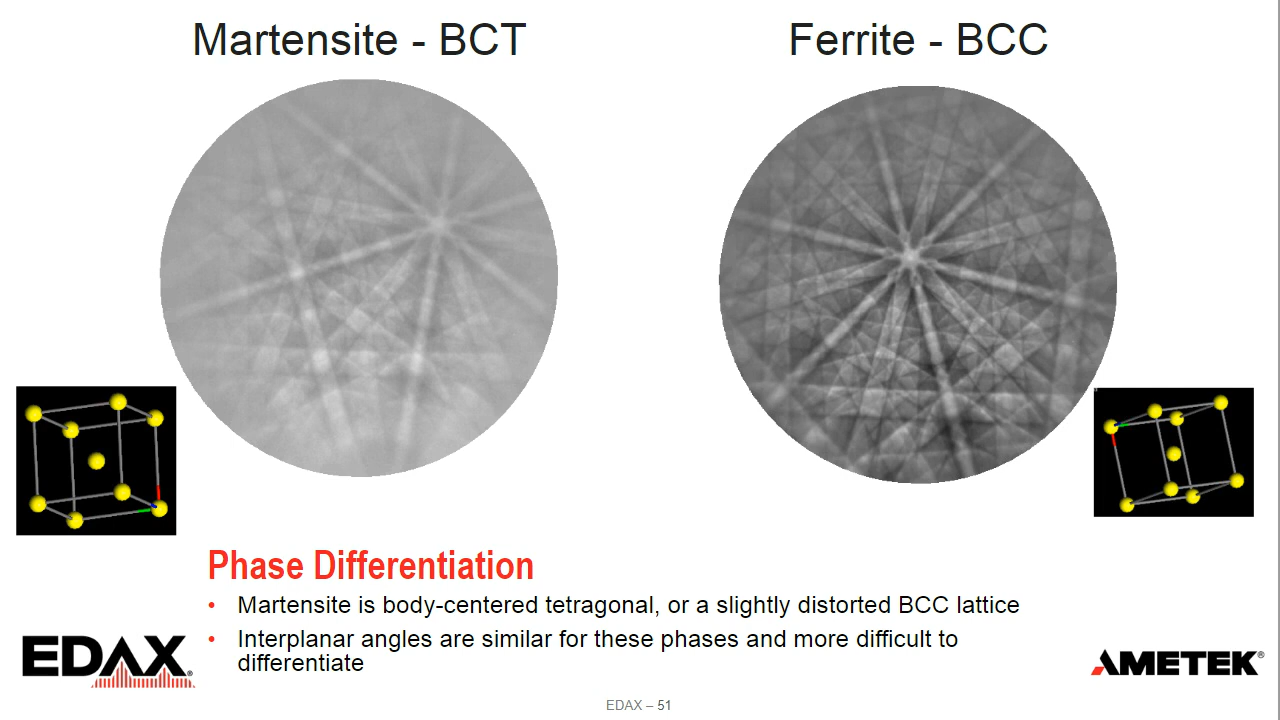 Martensite - BCT
Ferrite - BCC
Phase Differentiation
• Martensite is body-centered tetragonal, or a slightly distorted BCC lattice
• Interplanar angles are similar for these phases and more difficult to
differentiate
EDAX®
AMETEK®
EDAX – 51